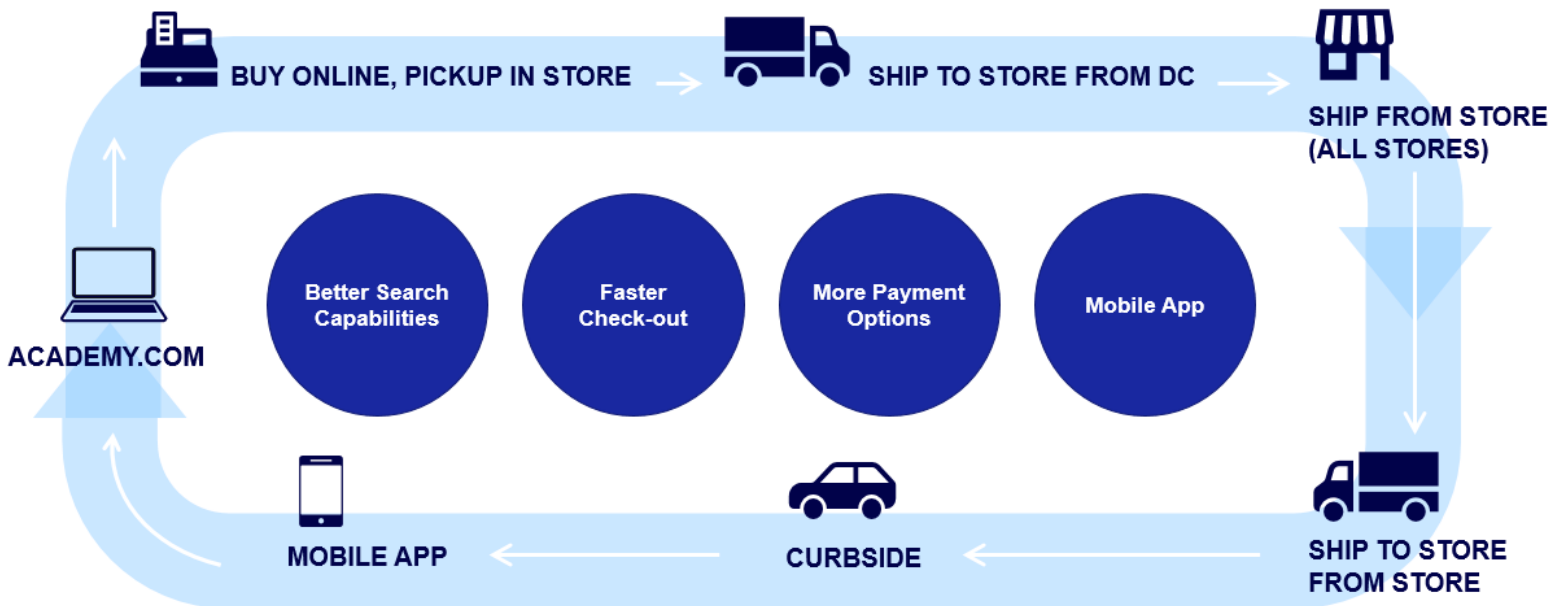 BUY ONLINE, PICKUP IN STORE
SHIP TO STORE FROM DC
SHIP FROM STORE
(ALL STORES)
Better Search
Capabilities
Faster
Check-out
More Payment
Options
Mobile App
ACADEMY.COM
MOBILE APP
CURBSIDE
SHIP TO STORE
FROM STORE